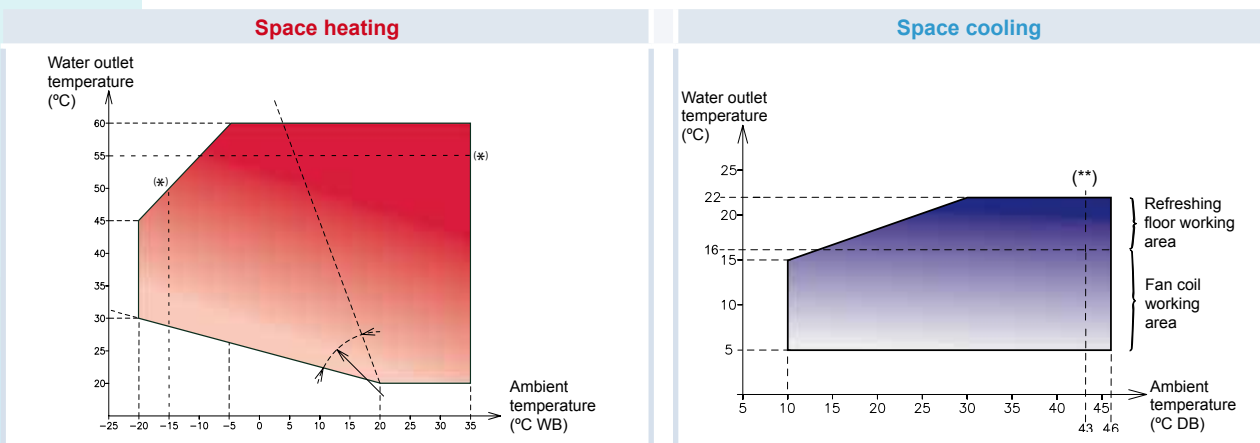 Space heating
Water outlet
temperature
(ºC)
60
55
50
45
40
35
30
25
20
(*)
(*)
-25 -20 -15 -10 -5 0 5 10 15 20 25 30 35
Ambient
temperature
(ºC WB)
Space cooling
Water outlet
temperature
(ºC)
25
22
20
16
15
10
5
(**)
Refreshing
floor working
area
Fan coil
working
area
5 10 15 20 25 30 35 40 45
43 46
Ambient
temperature
(ºC DB)